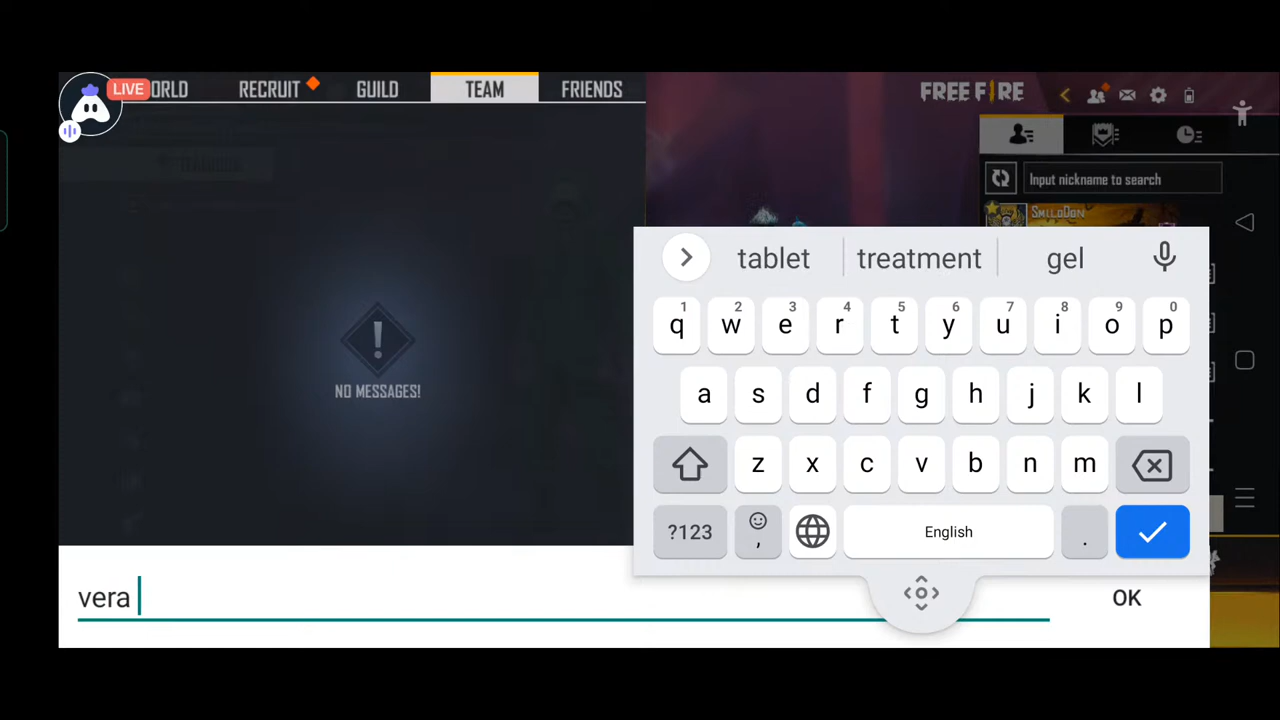 LIVE
ORLD RECRUIT GUILD TEAM FRIENDS
FREE FIRE
Input nickname to search
SMILODON
NO MESSAGES!
tablet treatment gel
1 2 3 4 5 6 7 8 9 0
q w e r t y u i o p
a s d f g h j k l
z x c v b n m
?123 , English .
vera
OK